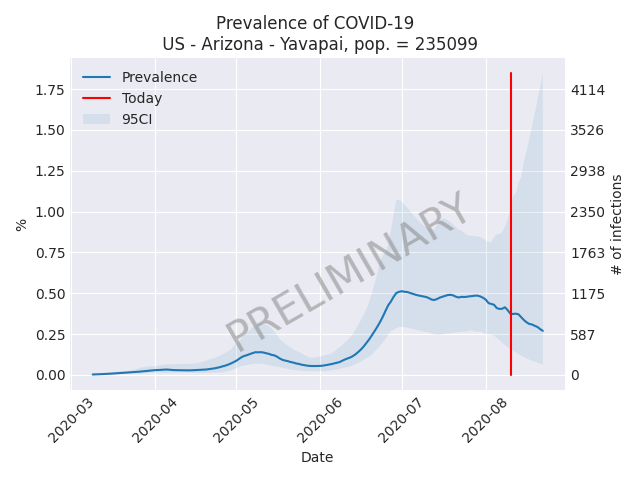 Prevalence of COVID-19
US - Arizona - Yavapai, pop. = 235099
Prevalence
Today
95CI
1.75
1.50
1.25
1.00
0.75
0.50
0.25
0.00
%
4114
3526
2938
2350
1763
1175
587
0
# of infections
PRELIMINARY
2020-03
2020-04
2020-05
2020-06
2020-07
2020-08
Date